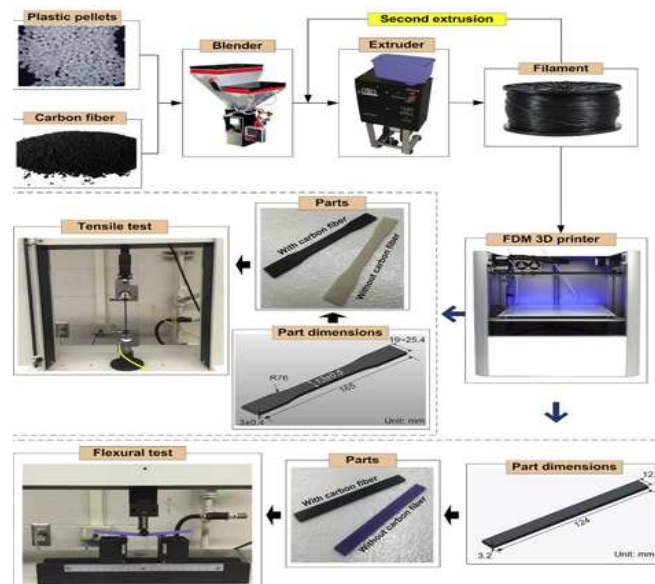 Plastic pellets
Blender
Second extrusion
Extruder
Filament
Carbon fiber
Tensile test
Parts
With carbon fiber
Without carbon fiber
FDM 3D printer
Part dimensions
19~25.4
R76
13±0.5
165
3±0.4
Unit: mm
Flexural test
Parts
With carbon fiber
Without carbon fiber
Part dimensions
12.
124
3.2
Unit: mm